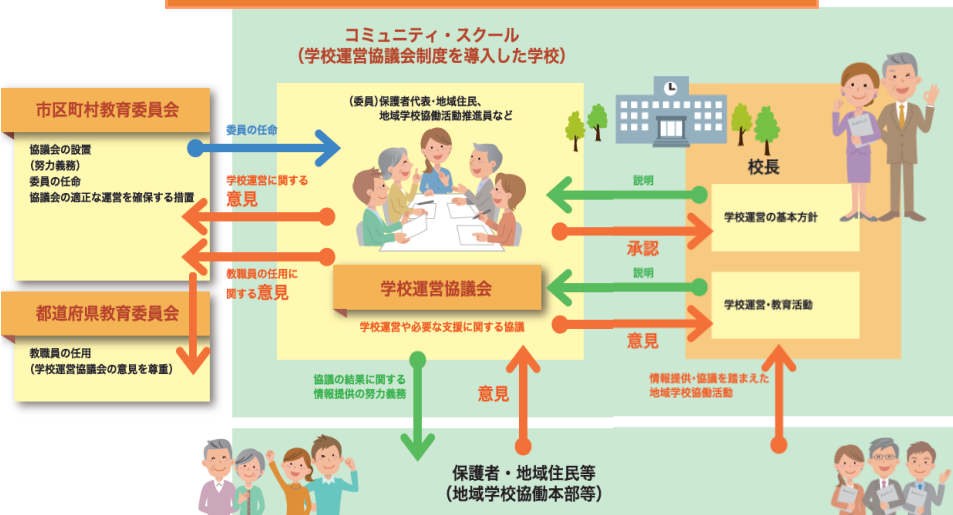 コミュニティ・スクール
(学校運営協議会制度を導入した学校)
市区町村教育委員会
協議会の設置
(努力義務)
委員の任命
協議会の適正な運営を確保する措置
都道府県教育委員会
教職員の任用
(学校運営協議会の意見を尊重)
委員の任命
学校運営に関する
意見
教職員の任用に
関する意見
(委員)保護者代表・地域住民、
地域学校協働活動推進員など
学校運営協議会
学校運営や必要な支援に関する協議
説明
承認
説明
意見
校長
学校運営の基本方針
学校運営・教育活動
協議の結果に関する
情報提供の努力義務
意見
情報提供・協議を踏まえた
地域学校協働活動
保護者・地域住民等
(地域学校協働本部等)